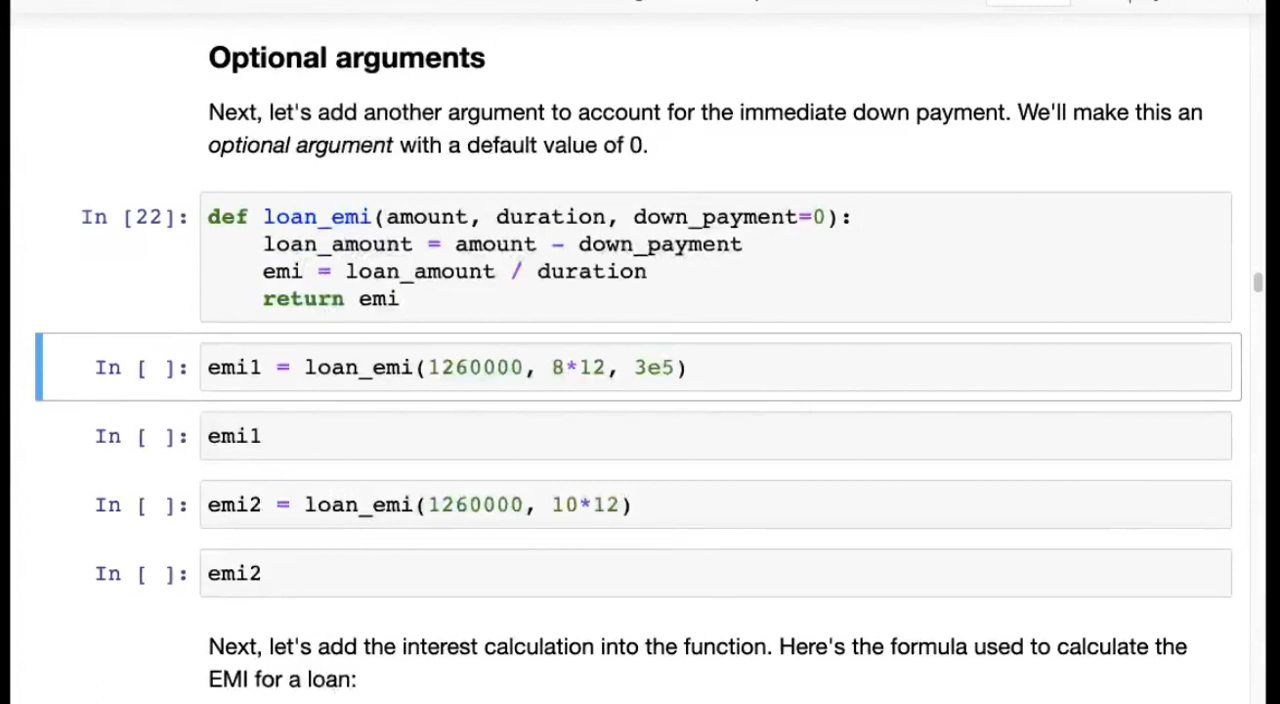 Optional arguments
Next, let's add another argument to account for the immediate down payment. We'll make this an
optional argument with a default value of 0.
In [22]: def loan_emi(amount, duration, down_payment=0):
    loan_amount = amount - down_payment
    emi = loan_amount / duration
    return emi
In [ ]: emi1 = loan_emi(1260000, 8*12, 3e5)
In [ ]: emi1
In [ ]: emi2 = loan_emi(1260000, 10*12)
In [ ]: emi2
Next, let's add the interest calculation into the function. Here's the formula used to calculate the
EMI for a loan: